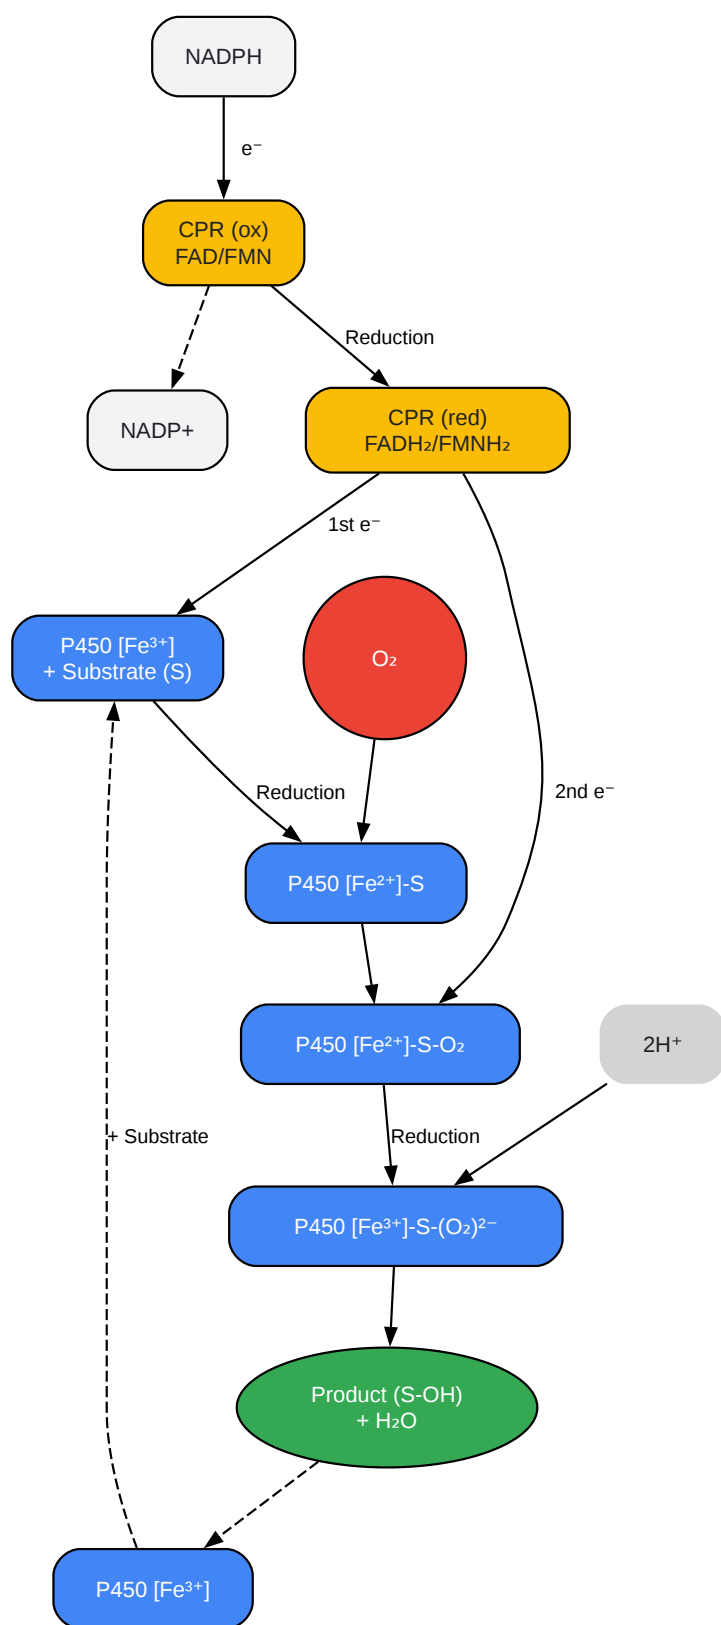 NADPH
e⁻
CPR (ox)
FAD/FMN
Reduction
NADP+
CPR (red)
FADH₂/FMNH₂
1st e⁻
P450 [Fe³⁺]
+ Substrate (S)
O₂
Reduction
2nd e⁻
P450 [Fe²⁺]-S
P450 [Fe²⁺]-S-O₂
2H⁺
+ Substrate
Reduction
P450 [Fe³⁺]-S-(O₂)²⁻
Product (S-OH)
+ H₂O
P450 [Fe³⁺]